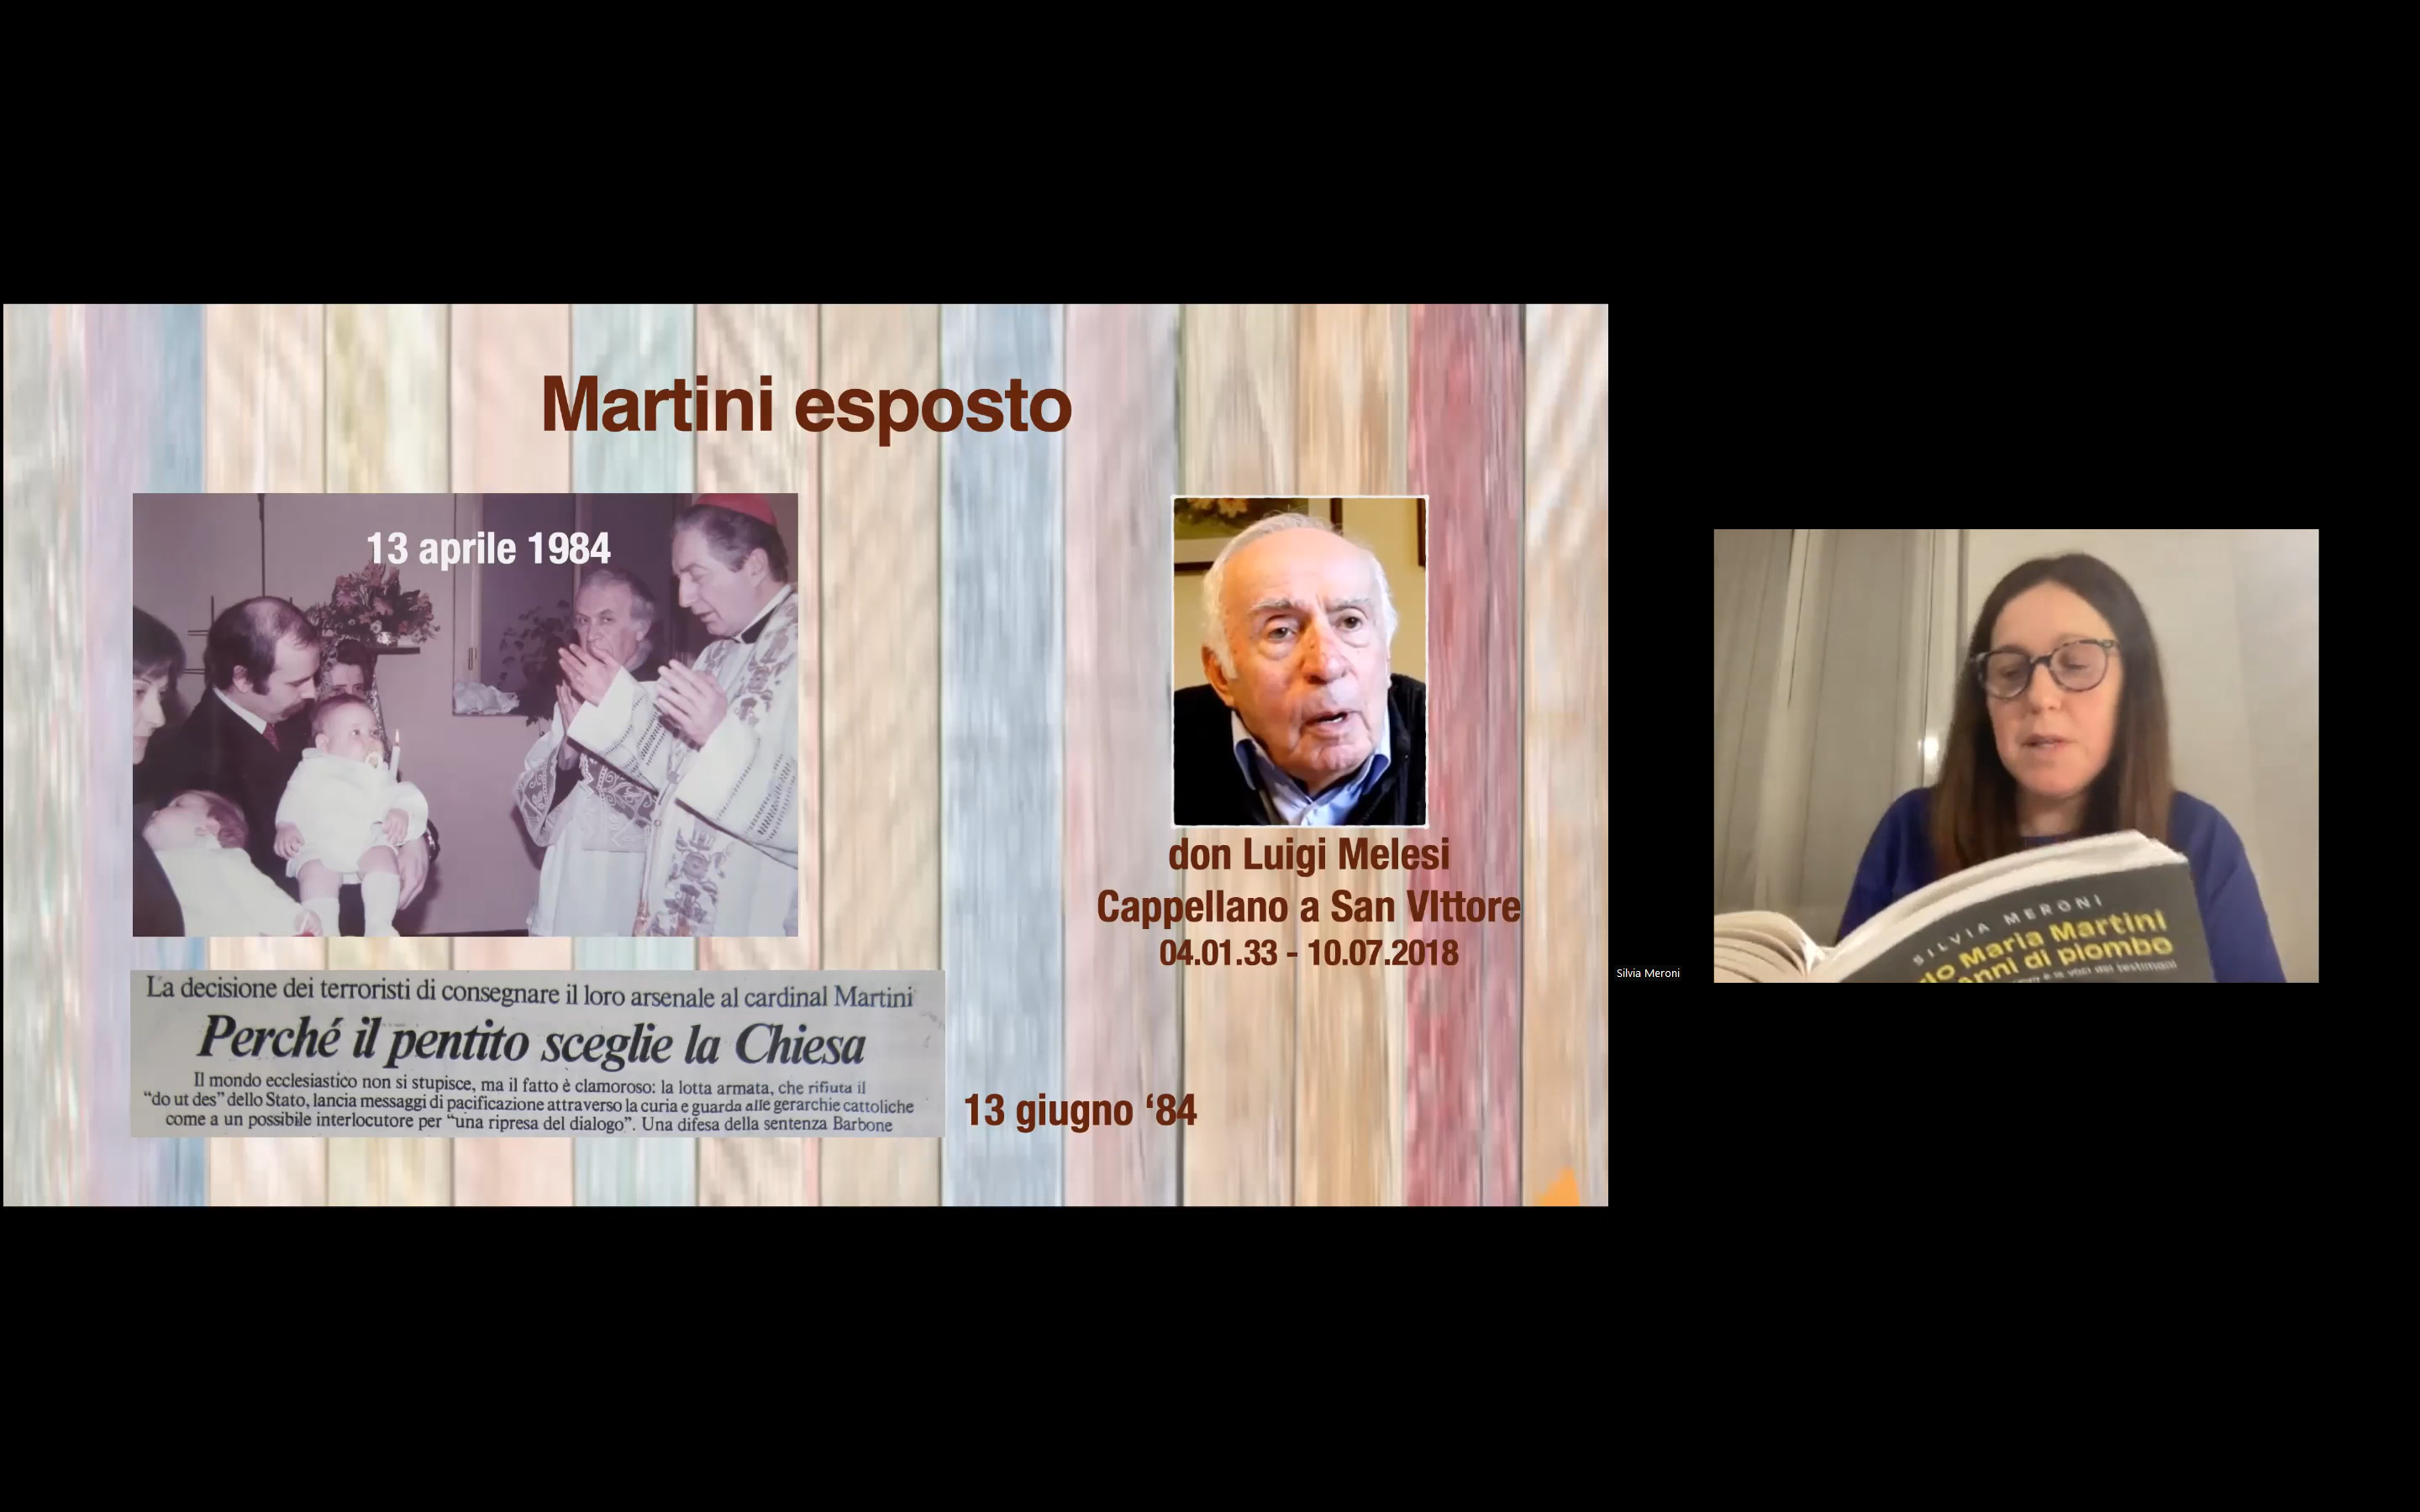 Martini esposto
13 aprile 1984
don Luigi Melesi
Cappellano a San VIttore
04.01.33 - 10.07.2018
La decisione dei terroristi di consegnare il loro arsenale al cardinal Martini
Perché il pentito sceglie la Chiesa
Il mondo ecclesiastico non si stupisce, ma il fatto è clamoroso: la lotta armata, che rifiuta il
“do ut des” dello Stato, lancia messaggi di pacificazione attraverso la curia e guarda alle gerarchie cattoliche
come a un possibile interlocutore per “una ripresa del dialogo”. Una difesa della sentenza Barbone
13 giugno ‘84
Silvia Meroni
SILVIA MERONI
Maria Martini
anni di piombo
voci dei testimoni